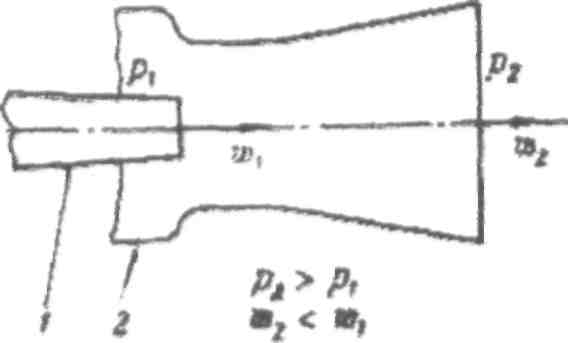 p₁
p₂
w₁
w₂
1
2
p₂ > p₁
w₂ < w₁